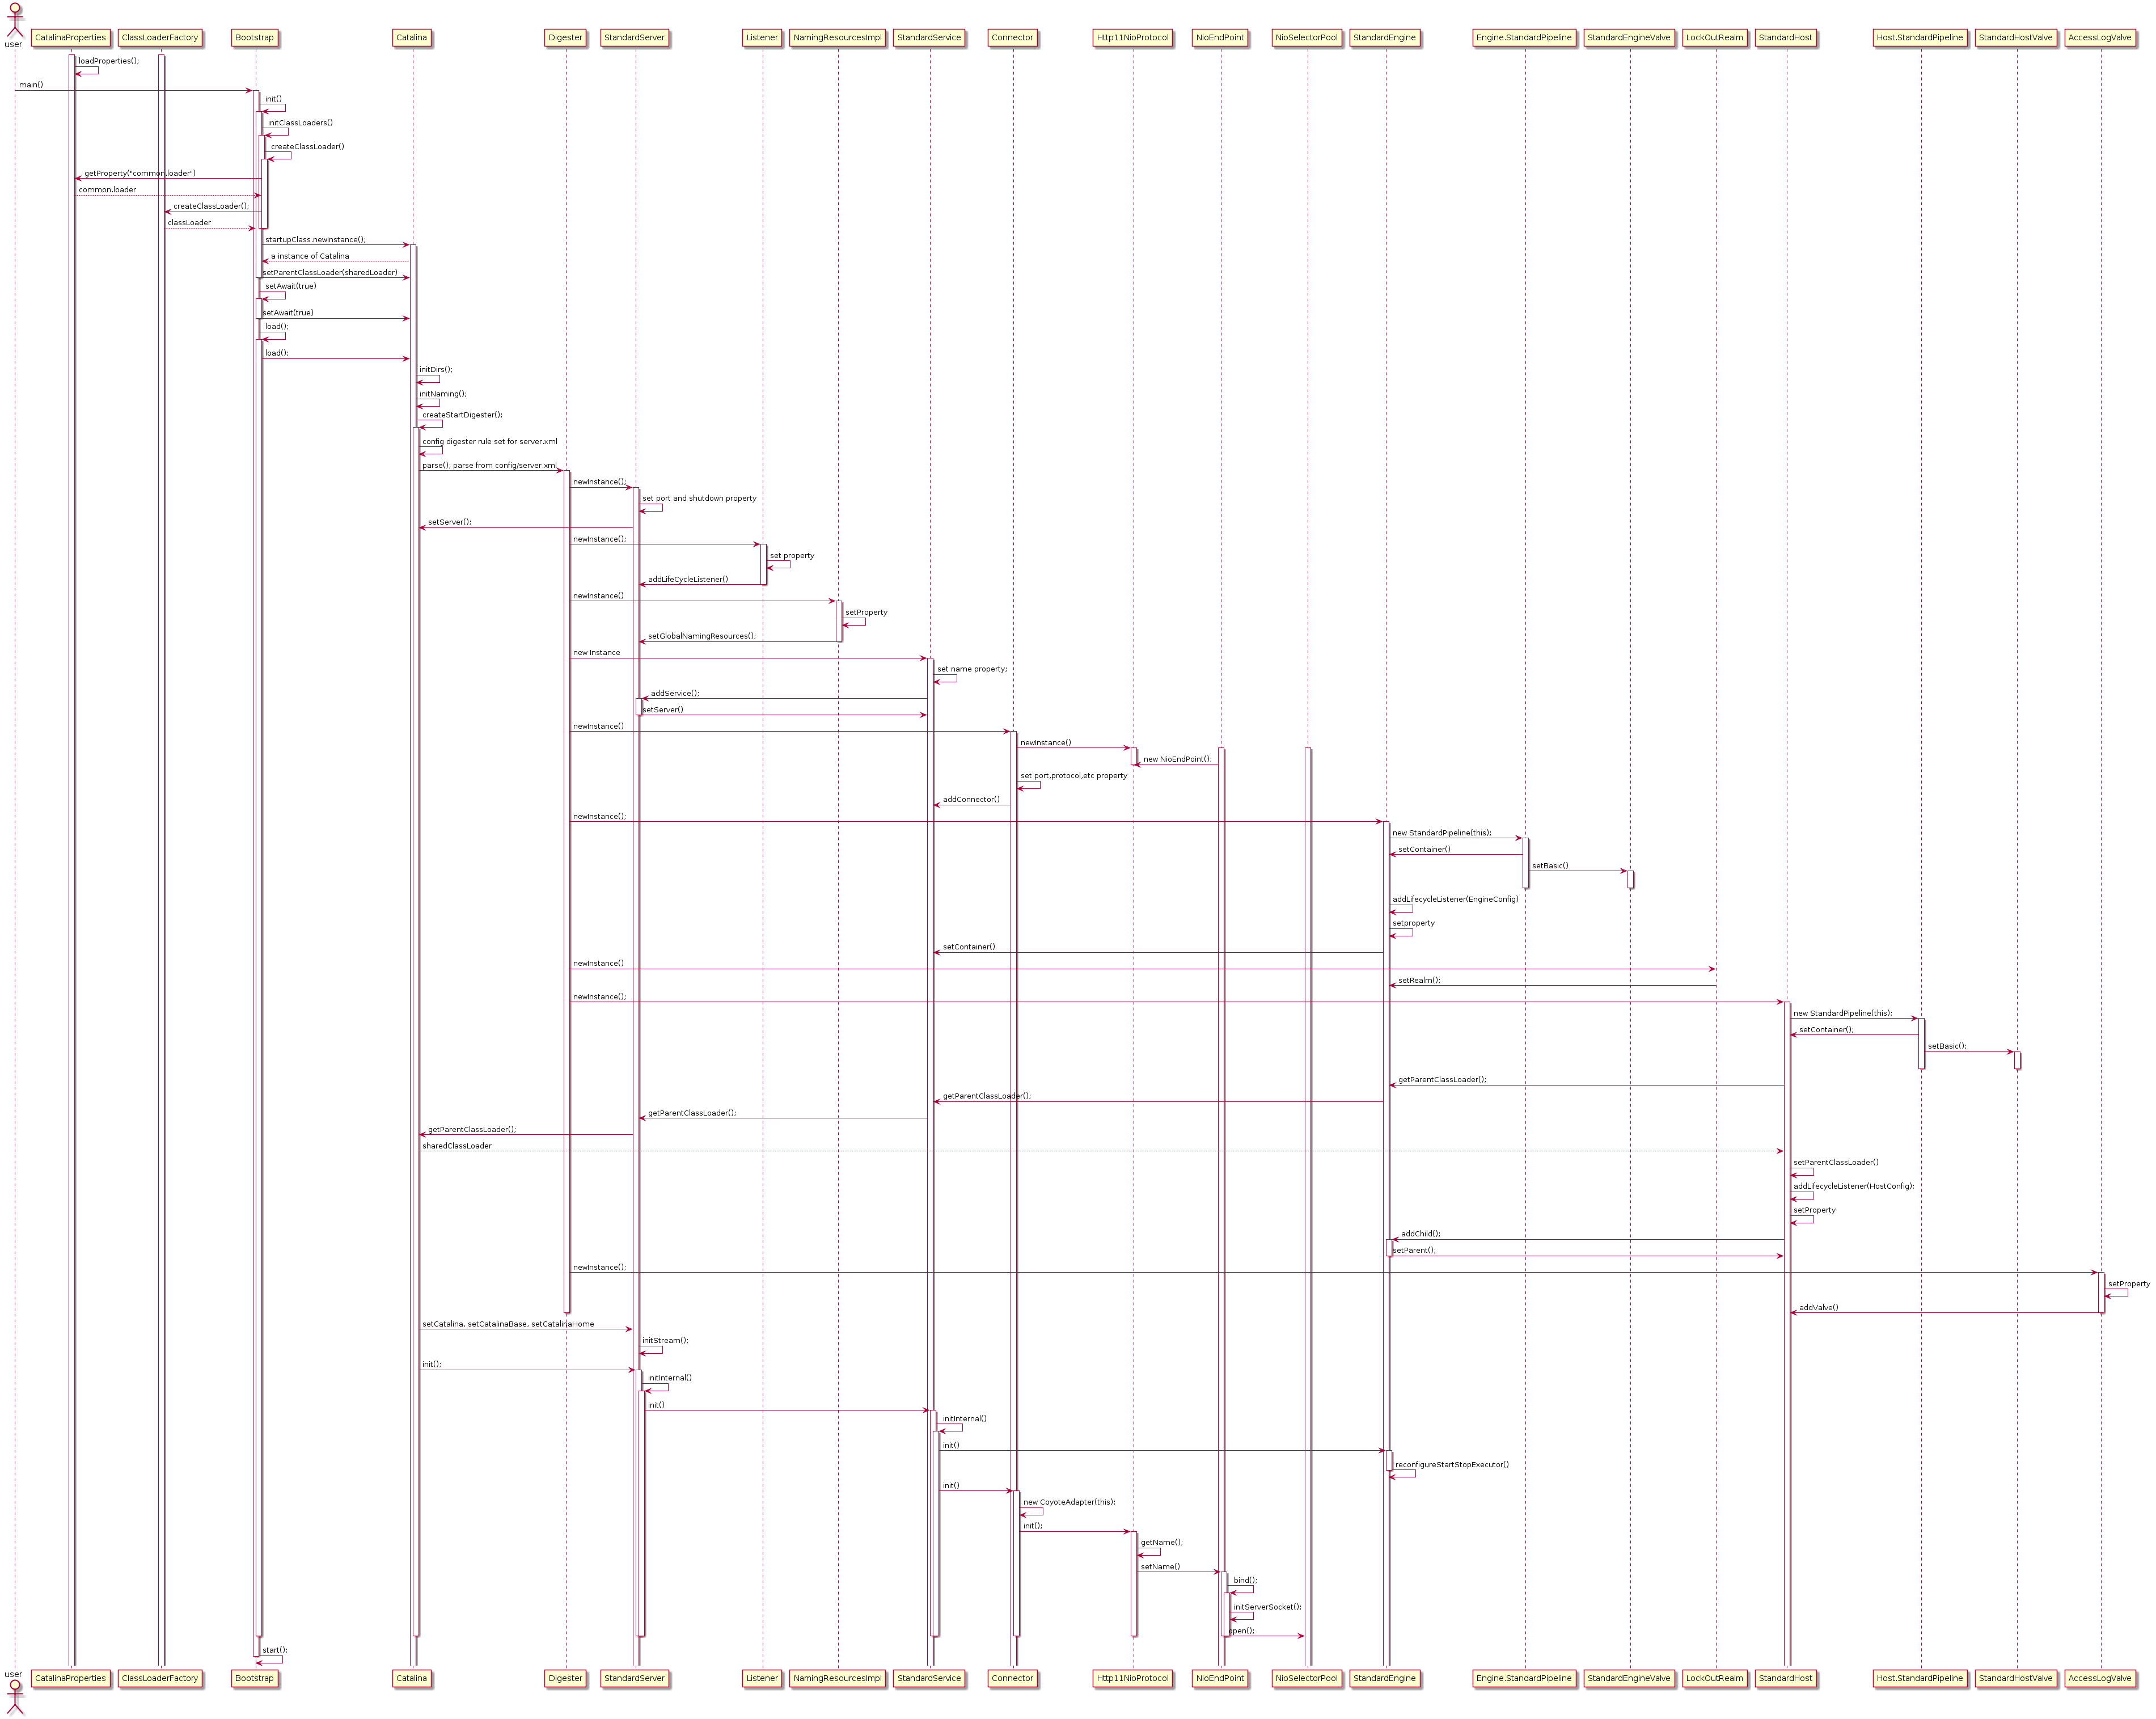 user
CatalinaProperties
ClassLoaderFactory
Bootstrap
Catalina
Digester
StandardServer
Listener
NamingResourcesImpl
StandardService
Connector
Http11NioProtocol
NioEndPoint
NioSelectorPool
StandardEngine
Engine.StandardPipeline
StandardEngineValve
LockOutRealm
StandardHost
Host.StandardPipeline
StandardHostValve
AccessLogValve
loadProperties();
main()
init()
initClassLoaders()
createClassLoader()
getProperty("common.loader")
common.loader
createClassLoader();
classLoader
startupClass.newInstance();
a instance of Catalina
setParentClassLoader(sharedLoader)
setAwait(true)
setAwait(true)
load();
load();
initDirs();
initNaming();
createStartDigester();
config digester rule set for server.xml
parse(); parse from config/server.xml
newInstance();
set port and shutdown property
setServer();
newInstance();
set property
addLifeCycleListener()
newInstance()
setProperty
setGlobalNamingResources();
new Instance
set name property;
addService();
setServer()
newInstance()
newInstance()
new NioEndPoint();
set port,protocol,etc property
addConnector()
newInstance();
new StandardPipeline(this);
setContainer()
setBasic()
addLifecycleListener(EngineConfig)
setproperty
setContainer()
newInstance()
setRealm();
newInstance();
new StandardPipeline(this);
setContainer();
setBasic();
getParentClassLoader();
getParentClassLoader();
getParentClassLoader();
getParentClassLoader();
sharedClassLoader
setParentClassLoader()
addLifecycleListener(HostConfig);
setProperty
addChild();
setParent();
newInstance();
setProperty
addValve()
setCatalina, setCatalinaBase, setCatalinaHome
initStream();
init();
initInternal()
init()
initInternal()
init()
reconfigureStartStopExecutor()
init()
new CoyoteAdapter(this);
init();
getName();
setName()
bind();
initServerSocket();
open();
start();
user
CatalinaProperties
ClassLoaderFactory
Bootstrap
Catalina
Digester
StandardServer
Listener
NamingResourcesImpl
StandardService
Connector
Http11NioProtocol
NioEndPoint
NioSelectorPool
StandardEngine
Engine.StandardPipeline
StandardEngineValve
LockOutRealm
StandardHost
Host.StandardPipeline
StandardHostValve
AccessLogValve